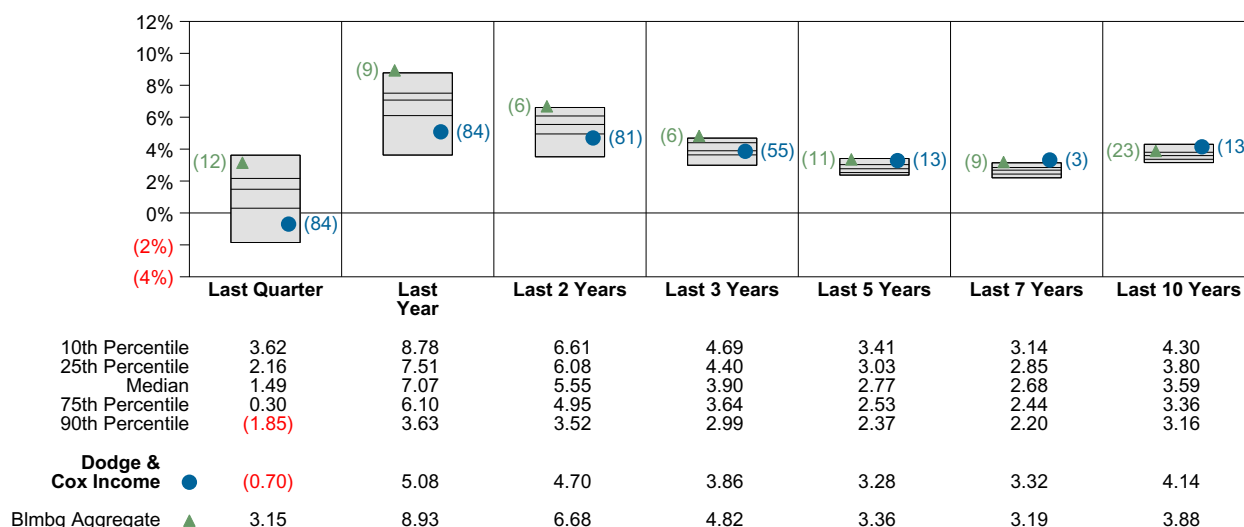 12%
10%
8%
6%
4%
2%
0%
(2%)
(4%)
(12)
(84)
(9)
(84)
(6)
(81)
(6)
(55)
(11)
(13)
(9)
(3)
(23)
(13
Last Quarter
Last
Year
Last 2 Years
Last 3 Years
Last 5 Years
Last 7 Years
Last 10 Years
10th Percentile 3.62 8.78 6.61 4.69 3.41 3.14 4.30
25th Percentile 2.16 7.51 6.08 4.40 3.03 2.85 3.80
Median 1.49 7.07 5.55 3.90 2.77 2.68 3.59
75th Percentile 0.30 6.10 4.95 3.64 2.53 2.44 3.36
90th Percentile (1.85) 3.63 3.52 2.99 2.37 2.20 3.16
Dodge &
Cox Income (0.70) 5.08 4.70 3.86 3.28 3.32 4.14
Blmbg Aggregate 3.15 8.93 6.68 4.82 3.36 3.19 3.88